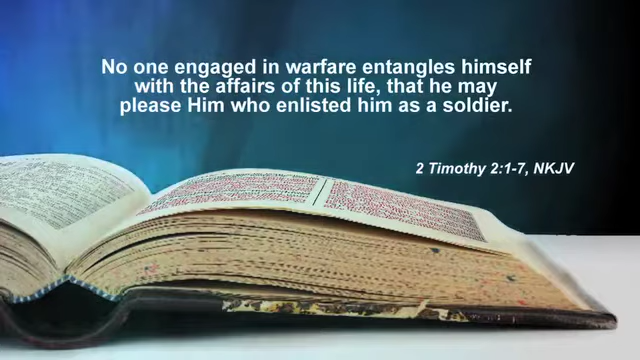 No one engaged in warfare entangles himself
with the affairs of this life, that he may
please Him who enlisted him as a soldier.
2 Timothy 2:1-7, NKJV